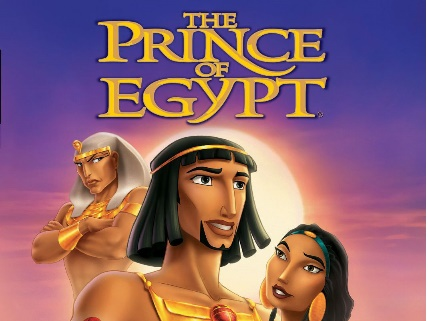 THE
PRINCE
OF
EGYPT